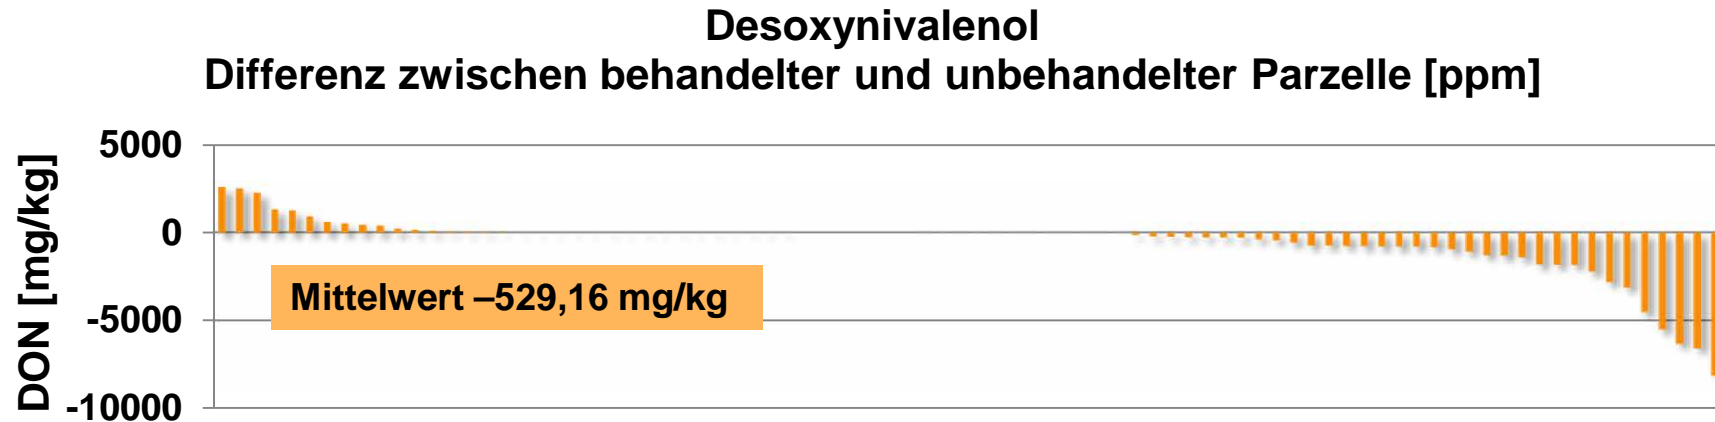 Desoxynivalenol
Differenz zwischen behandelter und unbehandelter Parzelle [ppm]
DON [mg/kg]
5000
0
-5000
-10000
Mittelwert –529,16 mg/kg